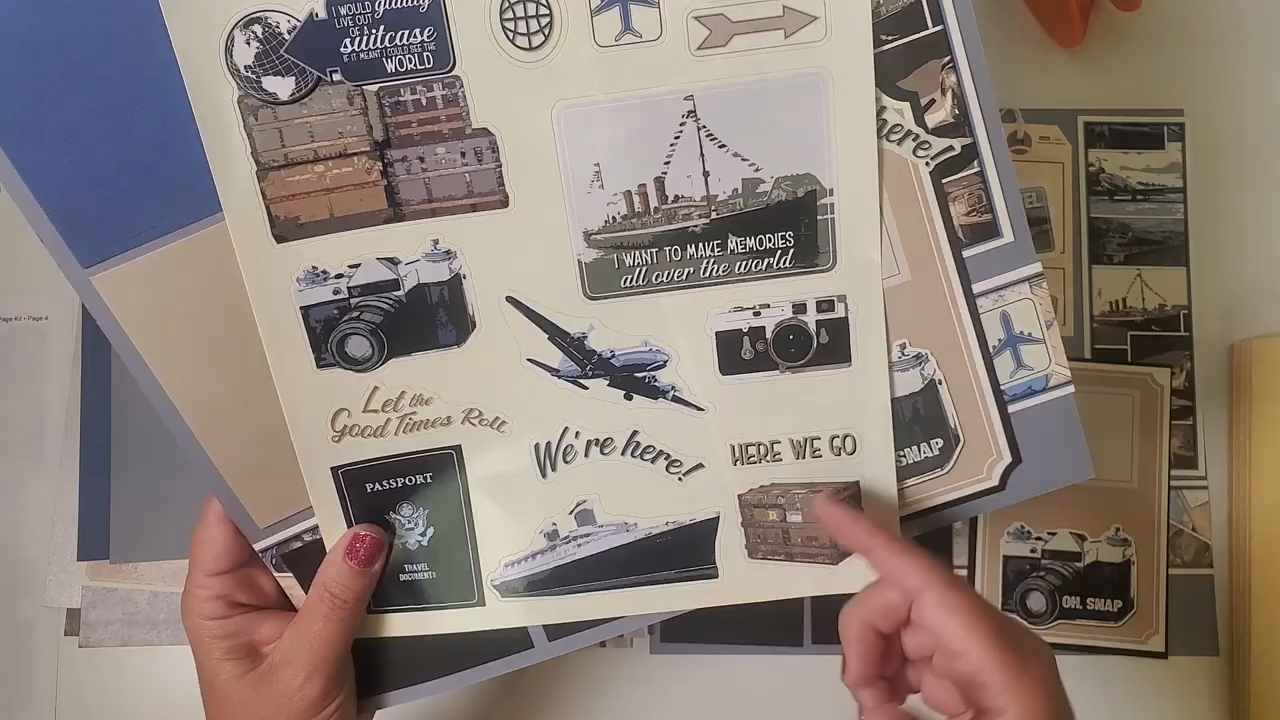 I WOULD gladly
LIVE OUT
OF A
suitcase
IF IT MEANT I COULD SEE THE
WORLD
here!
I WANT TO MAKE MEMORIES
all over the world
Page Kit • Page 4
Let the
Good Times Roll
We're here!
HERE WE GO
SNAP
PASSPORT
TRAVEL
DOCUMENTS
OH, SNAP